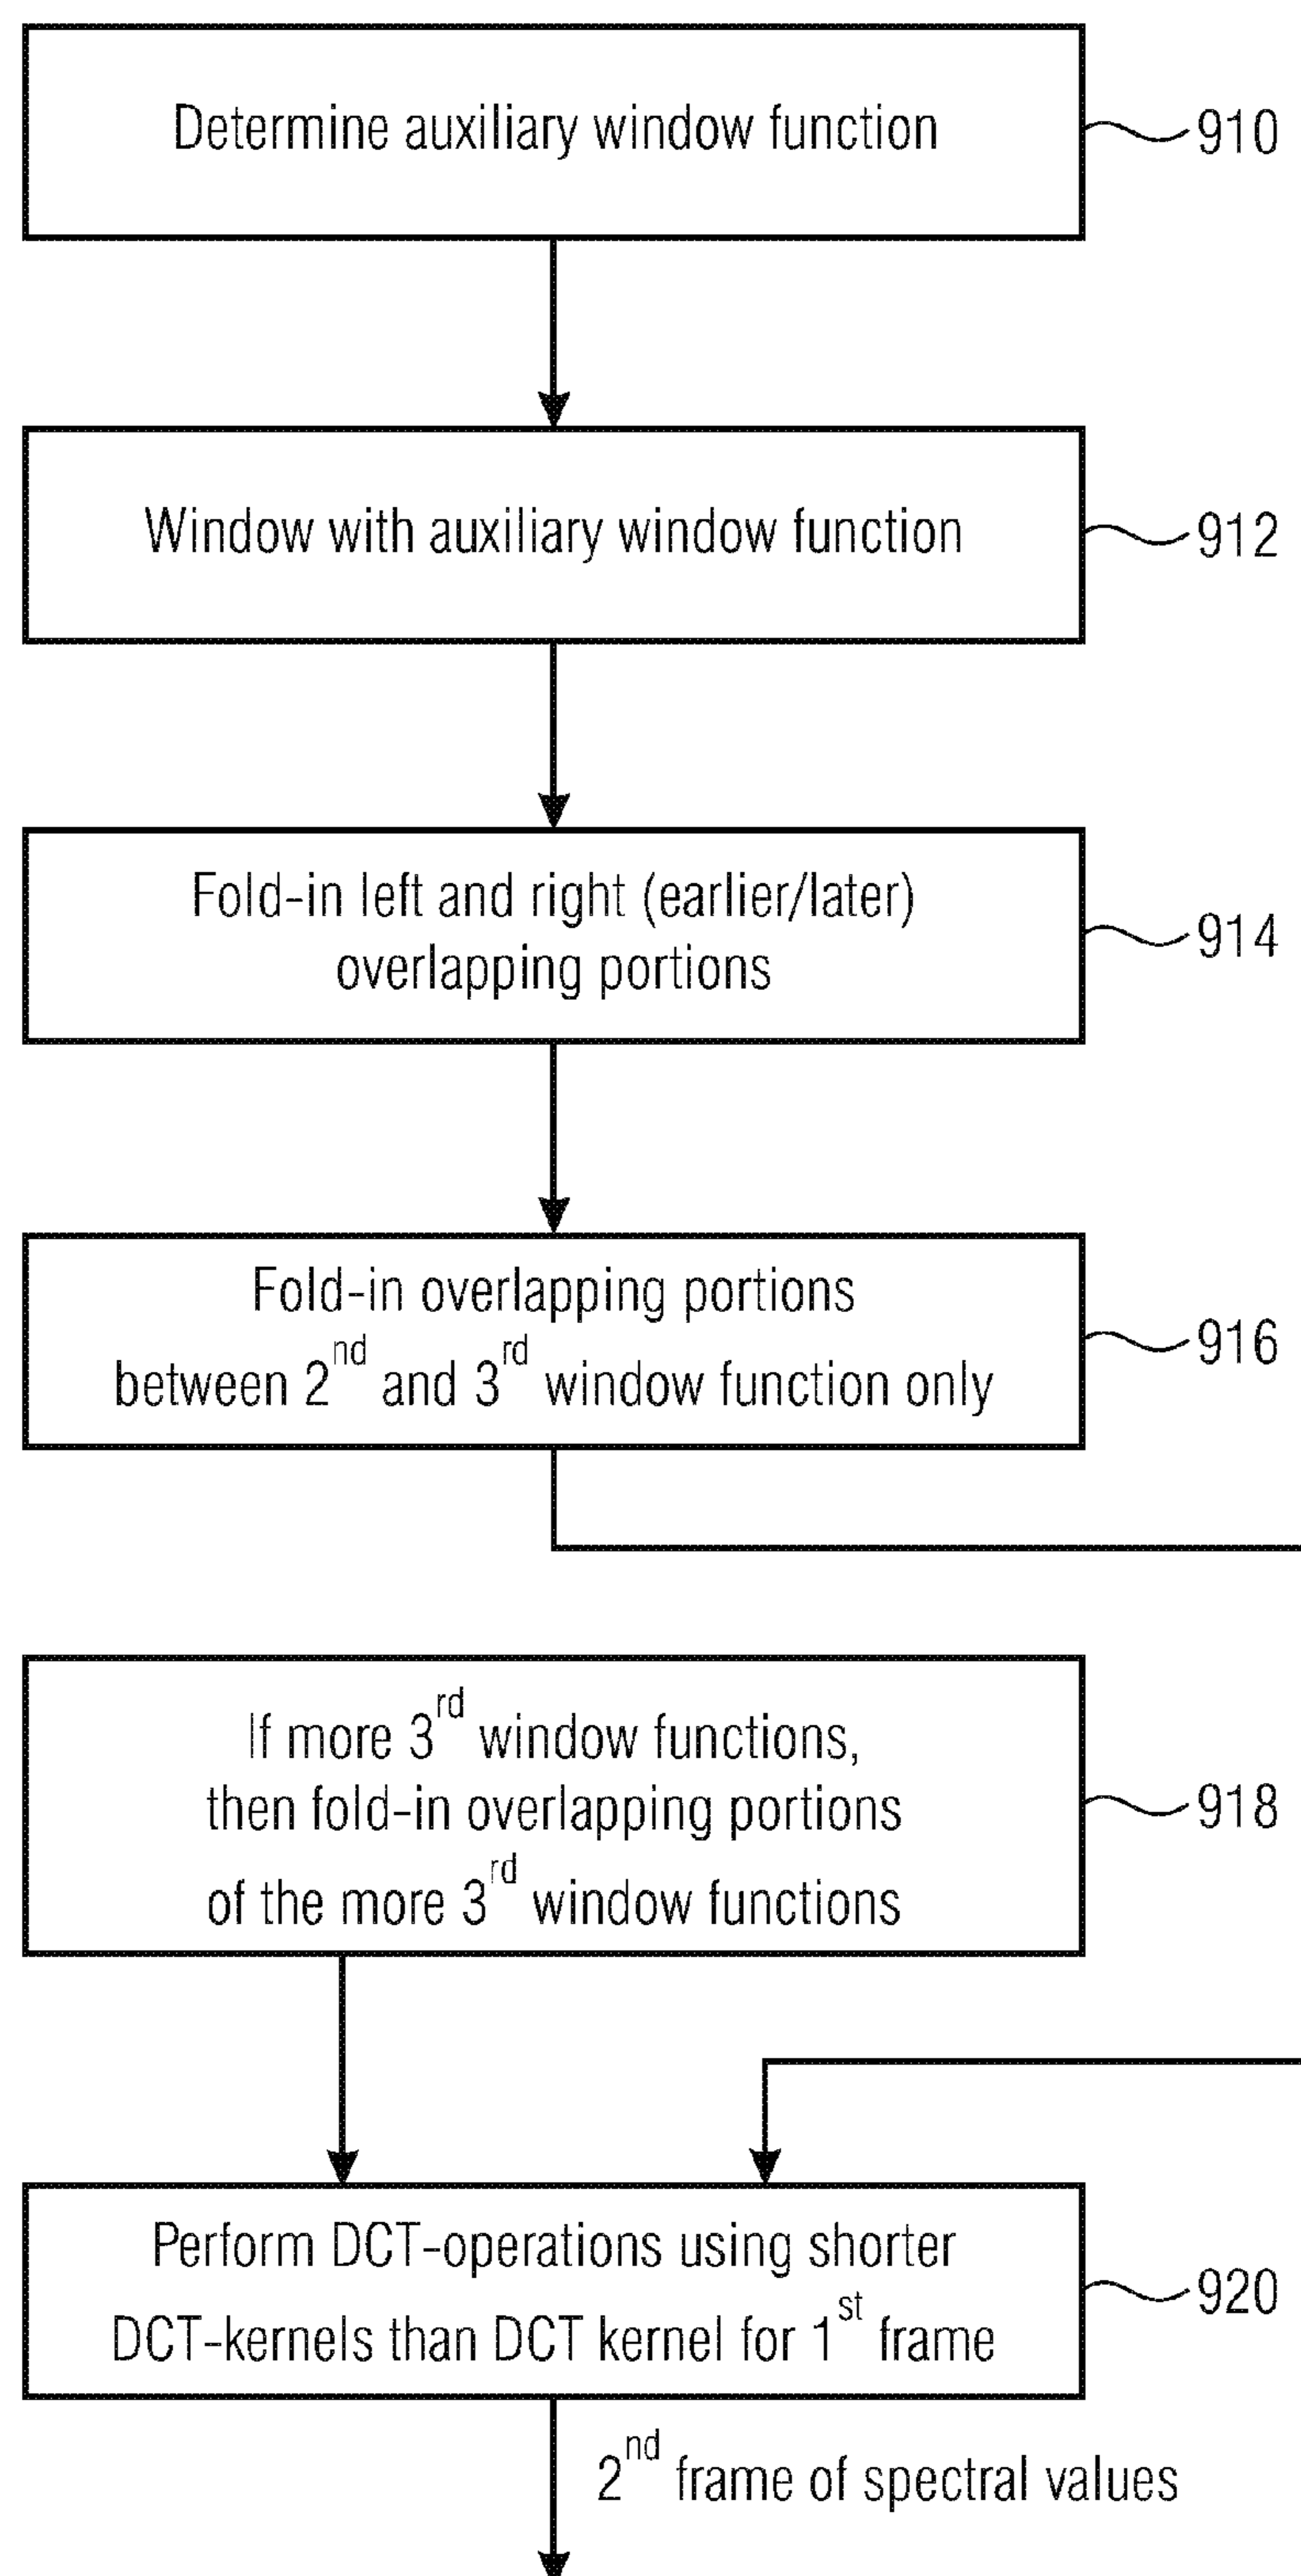 Determine auxiliary window function
910
Window with auxiliary window function
912
Fold-in left and right (earlier/later)
overlapping portions
914
Fold-in overlapping portions
between 2nd and 3rd window function only
916
If more 3rd window functions,
then fold-in overlapping portions
of the more 3rd window functions
918
Perform DCT-operations using shorter
DCT-kernels than DCT kernel for 1st frame
920
2nd frame of spectral values